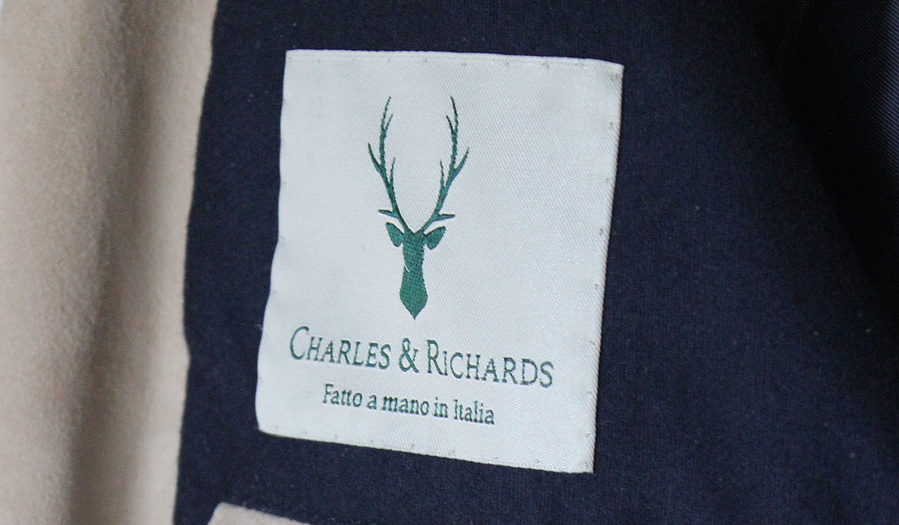 CHARLES & RICHARDS
Fatto a mano in Italia